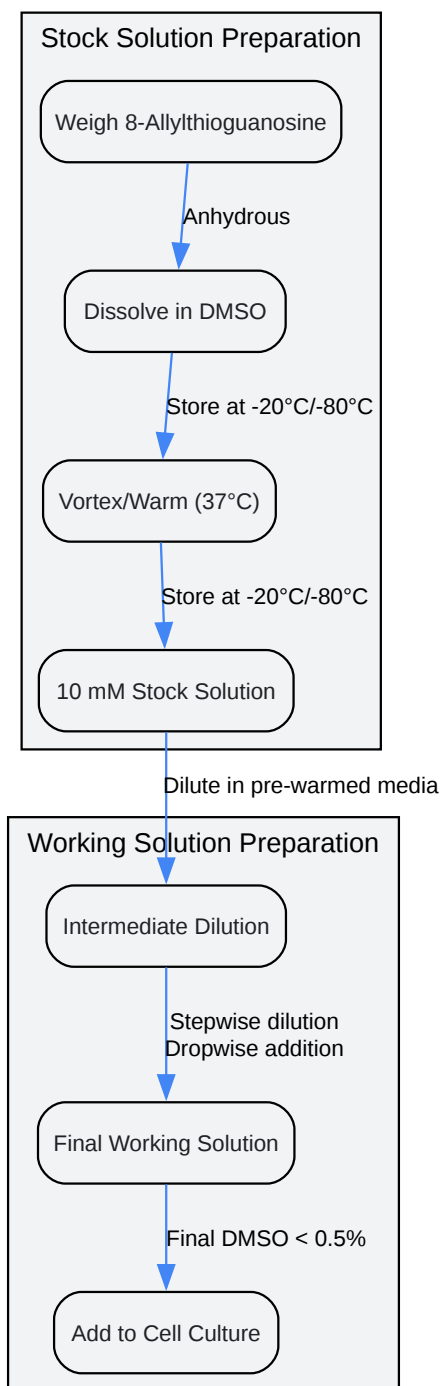 Stock Solution Preparation
Weigh 8-Allylthioguanosine
Anhydrous
Dissolve in DMSO
Store at -20°C/-80°C
Vortex/Warm (37°C)
Store at -20°C/-80°C
10 mM Stock Solution
Dilute in pre-warmed media
Working Solution Preparation
Intermediate Dilution
Stepwise dilution
Dropwise addition
Final Working Solution
Final DMSO < 0.5%
Add to Cell Culture